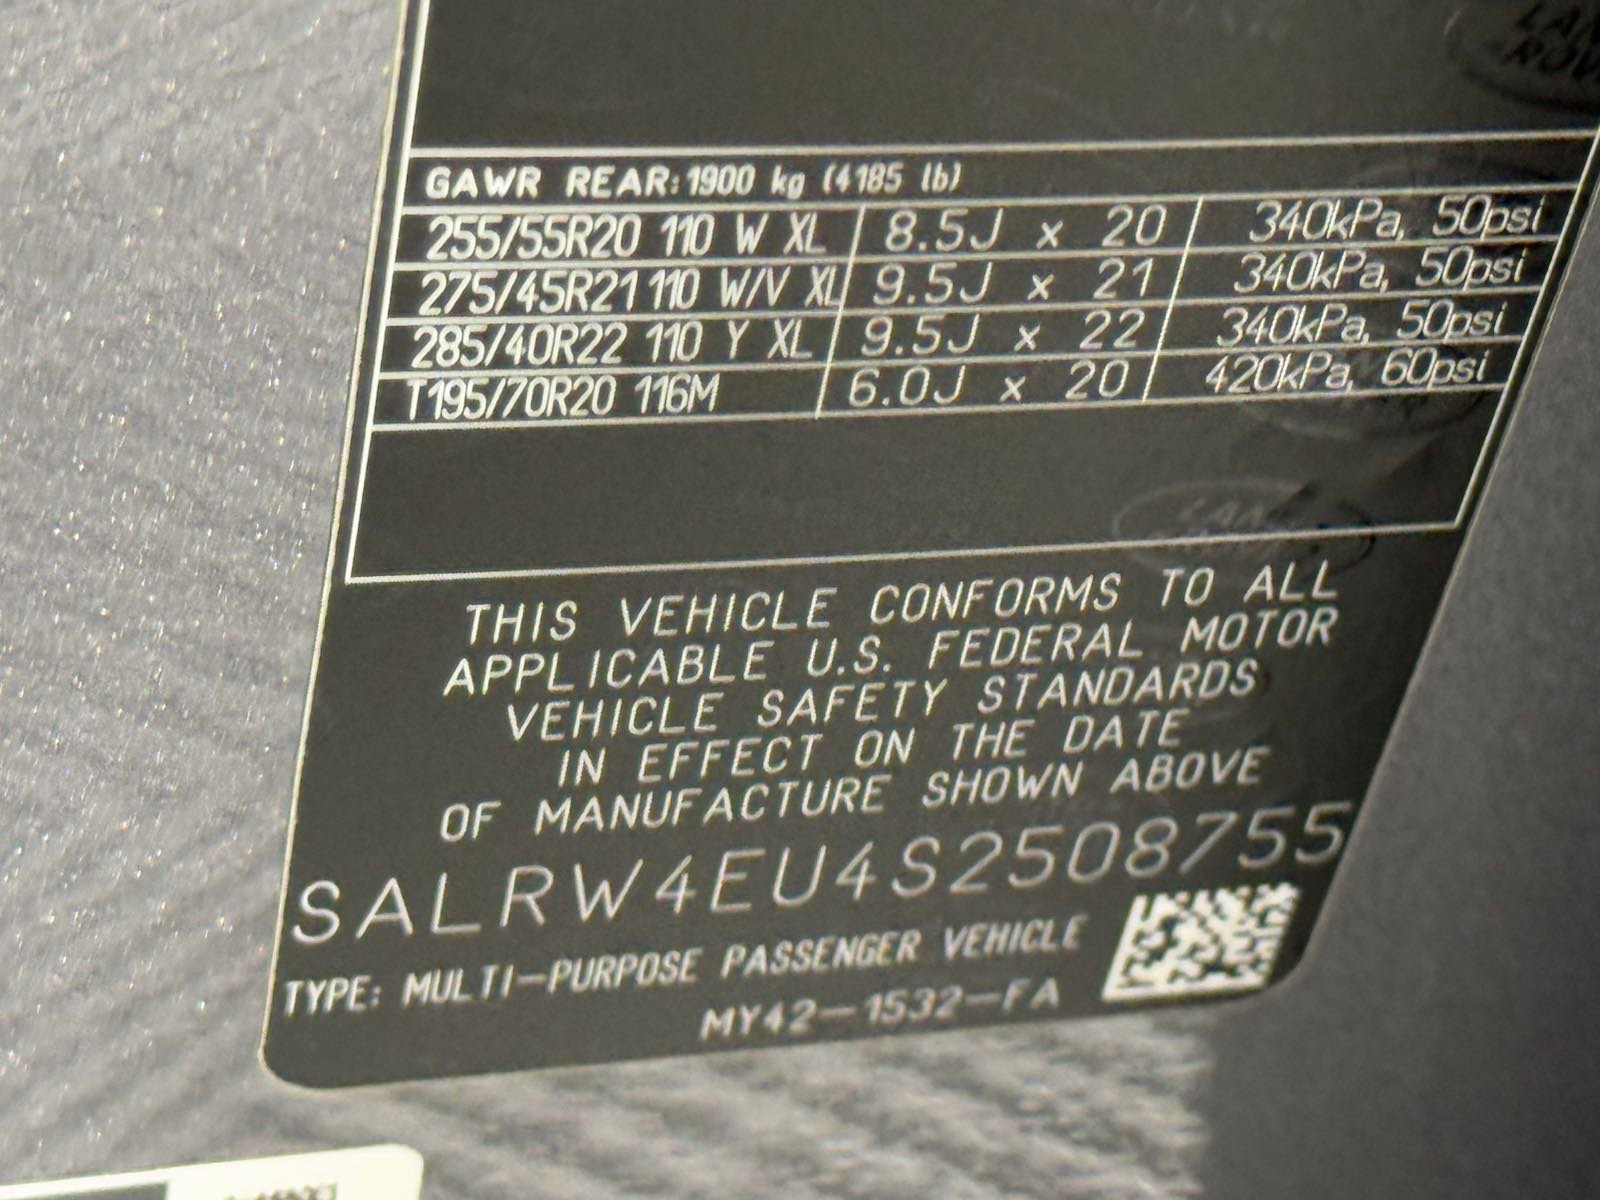 LAND
ROVER
GAWR REAR:1900 kg (4185 lb)
255/55R20 110 W XL 8.5J x 20 340kPa, 50psi
275/45R21 110 W/V XL 9.5J x 21 340kPa, 50psi
285/40R22 110 Y XL 9.5J x 22 340kPa, 50psi
T195/70R20 116M 6.0J x 20 420kPa, 60psi
THIS VEHICLE CONFORMS TO ALL
APPLICABLE U.S. FEDERAL MOTOR
VEHICLE SAFETY STANDARDS
IN EFFECT ON THE DATE
OF MANUFACTURE SHOWN ABOVE
SALRW4EU4S2508755
TYPE: MULTI-PURPOSE PASSENGER VEHICLE
MY42-1532-FA